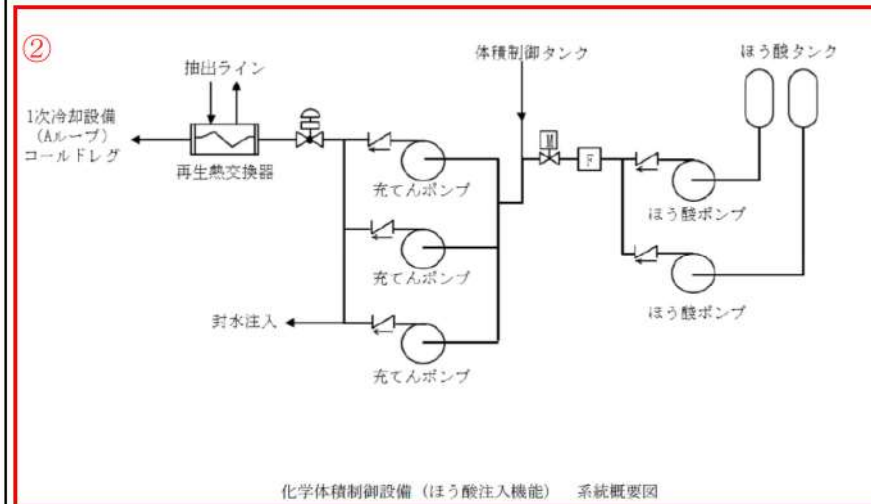 ②
抽出ライン
体積制御タンク
ほう酸タンク
1次冷却設備
(Aループ)
コールドレグ
再生熱交換器
M
F
充てんポンプ
ほう酸ポンプ
充てんポンプ
ほう酸ポンプ
封水注入
充てんポンプ
化学体積制御設備(ほう酸注入機能) 系統概要図